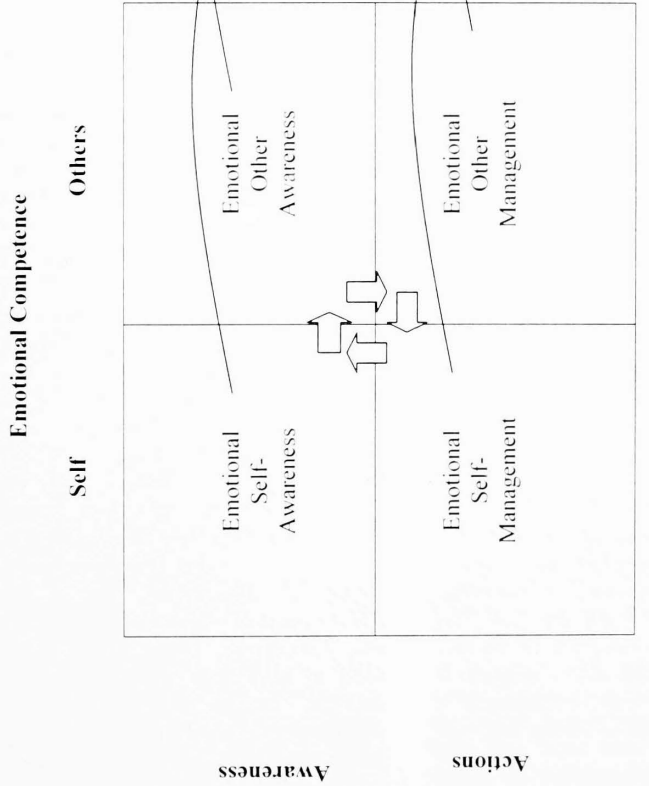 Emotional Competence
Self
Others
Awareness
Emotional
Self-
Awareness
Emotional
Other
Awareness
Actions
Emotional
Self-
Management
Emotional
Other
Management